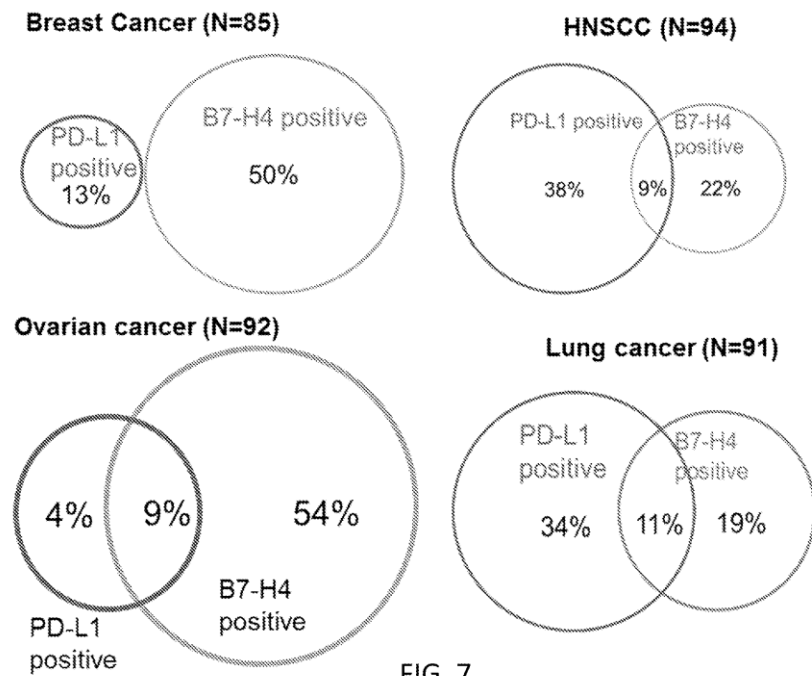 Breast Cancer (N=85)
PD-L1
positive
13%
B7-H4 positive
50%
HNSCC (N=94)
PD-L1 positive
38%
9%
B7-H4
positive
22%
Ovarian cancer (N=92)
4%
9%
54%
PD-L1
positive
B7-H4
positive
Lung cancer (N=91)
PD-L1
positive
34%
11%
B7-H4
positive
19%
FIG. 7